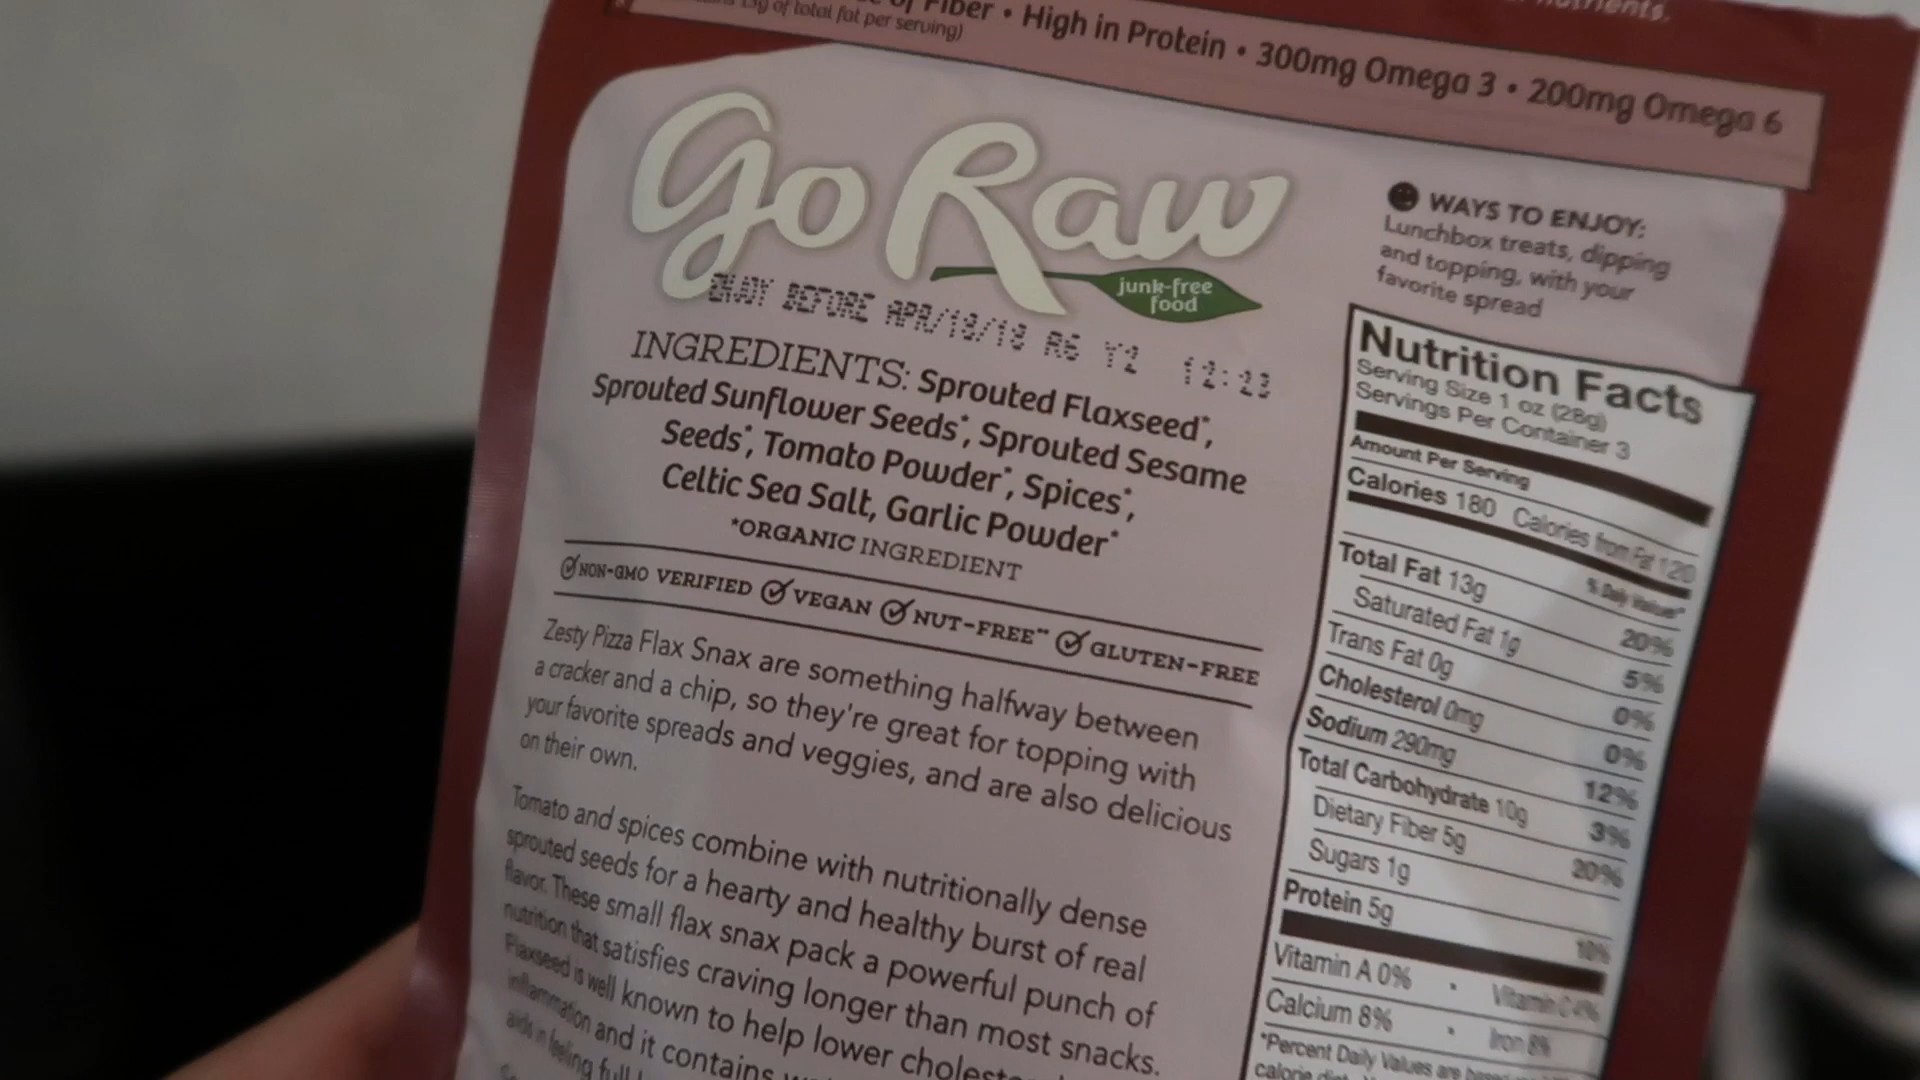 nutrients.
of Fiber • High in Protein • 300mg Omega 3 • 200mg Omega 6
13g of total fat per serving)
go Raw
junk-free
food
ENJOY BEFORE APR/18/18 R6 Y2 12:23
INGREDIENTS: Sprouted Flaxseed*,
Sprouted Sunflower Seeds*, Sprouted Sesame
Seeds*, Tomato Powder*, Spices*,
Celtic Sea Salt, Garlic Powder*
*ORGANIC INGREDIENT
NON-GMO VERIFIED VEGAN NUT-FREE** GLUTEN-FREE
Zesty Pizza Flax Snax are something halfway between
a cracker and a chip, so they're great for topping with
your favorite spreads and veggies, and are also delicious
on their own.
Tomato and spices combine with nutritionally dense
sprouted seeds for a hearty and healthy burst of real
flavor. These small flax snax pack a powerful punch of
nutrition that satisfies craving longer than most snacks.
Flaxseed is well known to help lower
inflammation and it contains
aids in feeling full
WAYS TO ENJOY:
Lunchbox treats, dipping
and topping, with your
favorite spread
Nutrition Facts
Serving Size 1 oz (28g)
Servings Per Container 3
Amount Per Serving
Calories 180 Calories from Fat 120
% Daily Values*
Total Fat 13g 20%
Saturated Fat 1g 5%
Trans Fat 0g 0%
Cholesterol 0mg 0%
Sodium 290mg 12%
Total Carbohydrate 10g 3%
Dietary Fiber 5g 20%
Sugars 1g
Protein 5g 10%
Vitamin A 0% • Vitamin C 4%
Calcium 8% • Iron 8%
*Percent Daily Values are based
calorie diet.